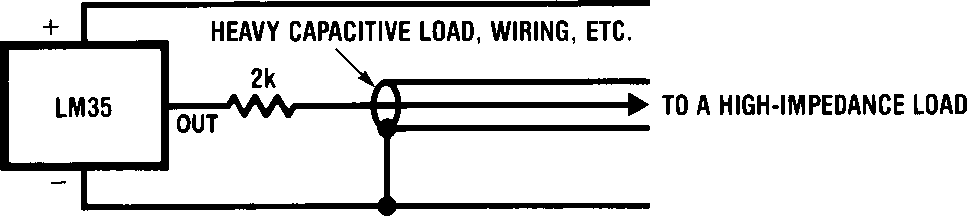 +
HEAVY CAPACITIVE LOAD, WIRING, ETC.
2k
LM35
OUT
TO A HIGH-IMPEDANCE LOAD
−